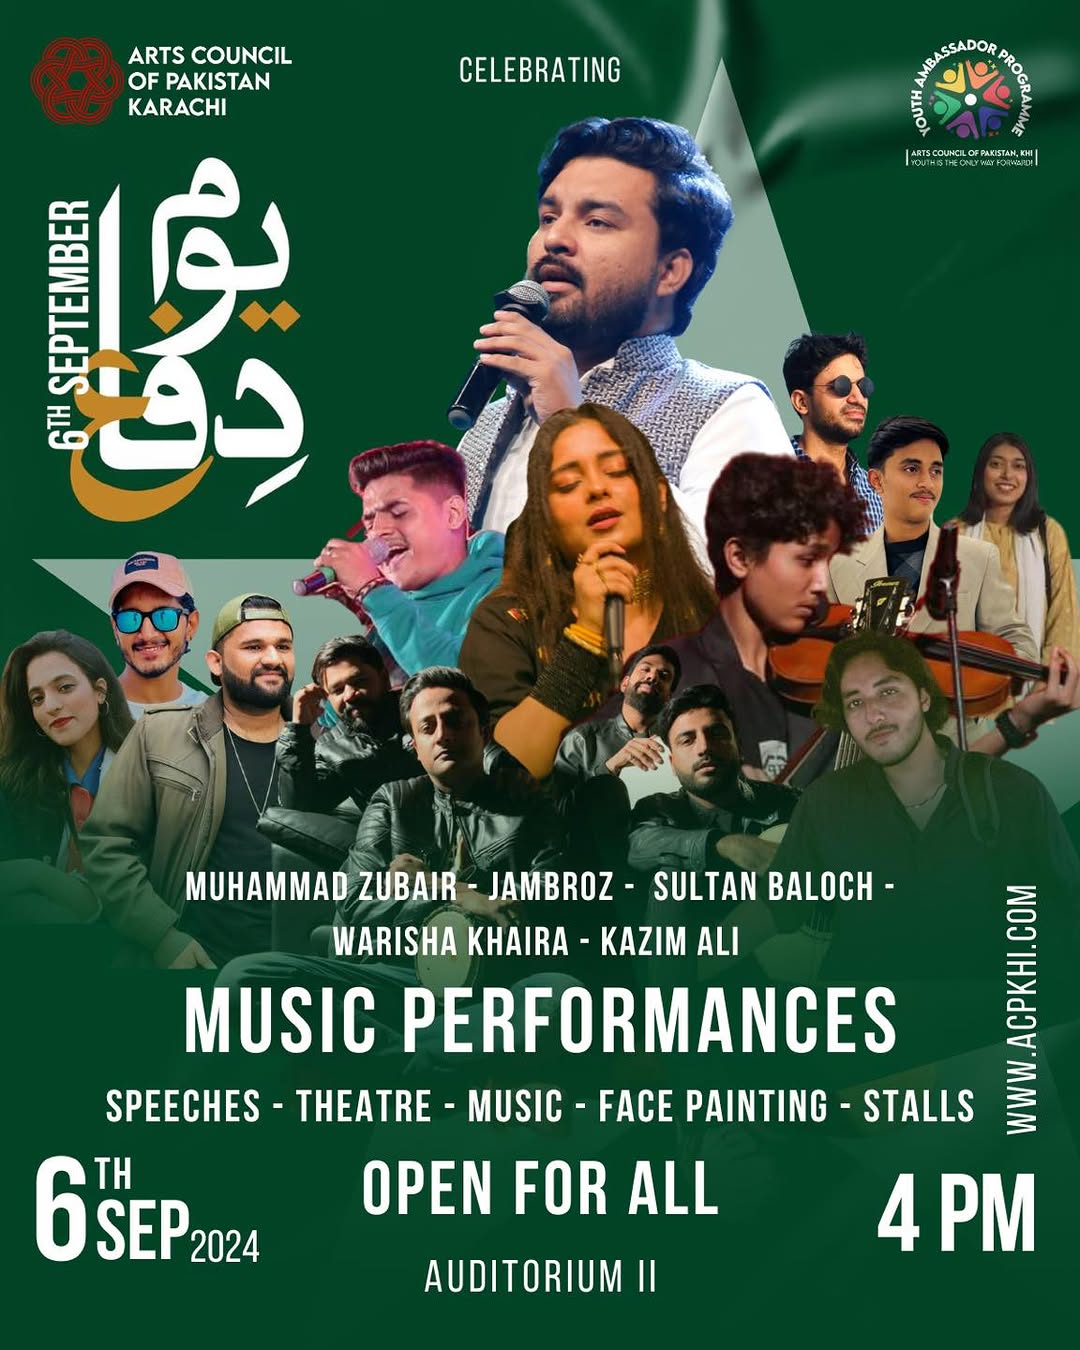 ARTS COUNCIL
OF PAKISTAN
KARACHI
CELEBRATING
YOUTH AMBASSADOR PROGRAMME
ARTS COUNCIL OF PAKISTAN, KHI
YOUTH IS THE ONLY WAY FORWARD!
6TH SEPTEMBER
یوم
دِفاع
MUHAMMAD ZUBAIR - JAMBROZ - SULTAN BALOCH -
WARISHA KHAIRA - KAZIM ALI
MUSIC PERFORMANCES
SPEECHES - THEATRE - MUSIC - FACE PAINTING - STALLS
WWW.ACPKHI.COM
6TH SEP 2024
OPEN FOR ALL
4 PM
AUDITORIUM II